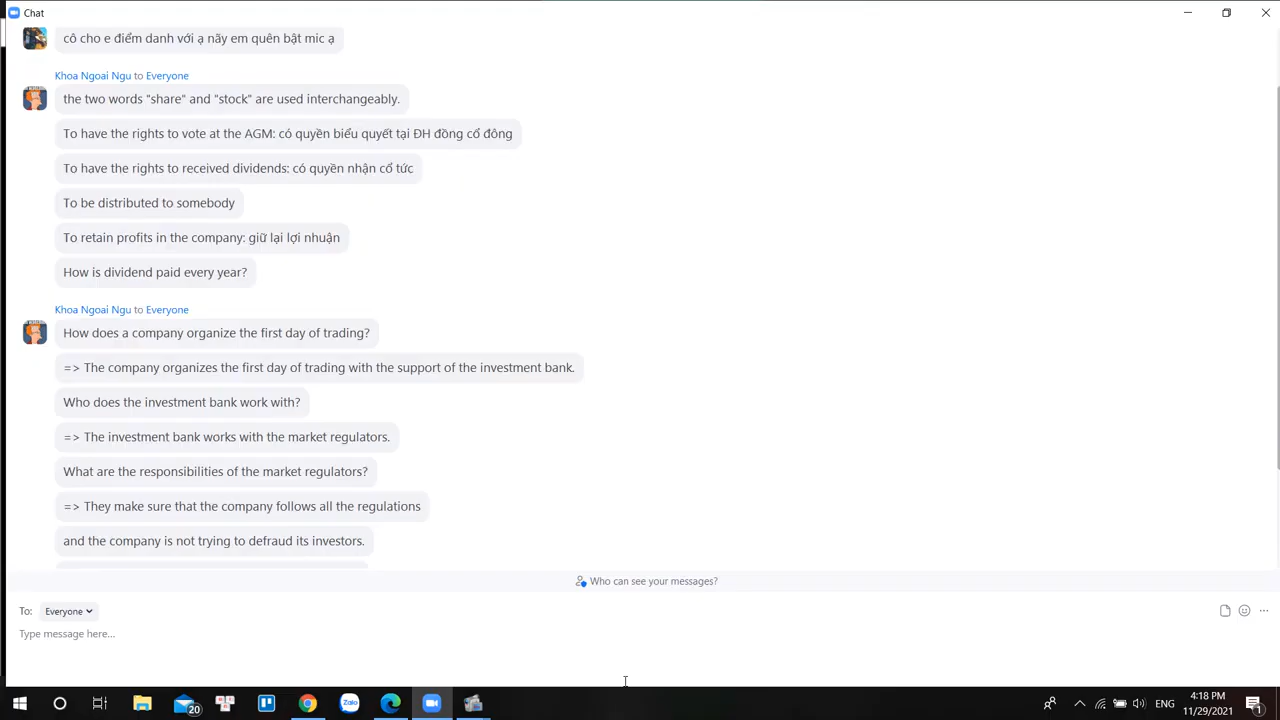 Chat
cô cho e điểm danh với ạ nãy em quên bật mic ạ
Khoa Ngoai Ngu to Everyone
the two words "share" and "stock" are used interchangeably.
To have the rights to vote at the AGM: có quyền biểu quyết tại ĐH đồng cổ đông
To have the rights to received dividends: có quyền nhận cổ tức
To be distributed to somebody
To retain profits in the company: giữ lại lợi nhuận
How is dividend paid every year?
Khoa Ngoai Ngu to Everyone
How does a company organize the first day of trading?
=> The company organizes the first day of trading with the support of the investment bank.
Who does the investment bank work with?
=> The investment bank works with the market regulators.
What are the responsibilities of the market regulators?
=> They make sure that the company follows all the regulations
and the company is not trying to defraud its investors.
Who can see your messages?
To: Everyone
Type message here...
20
Zalo
ENG
4:18 PM
11/29/2021
1